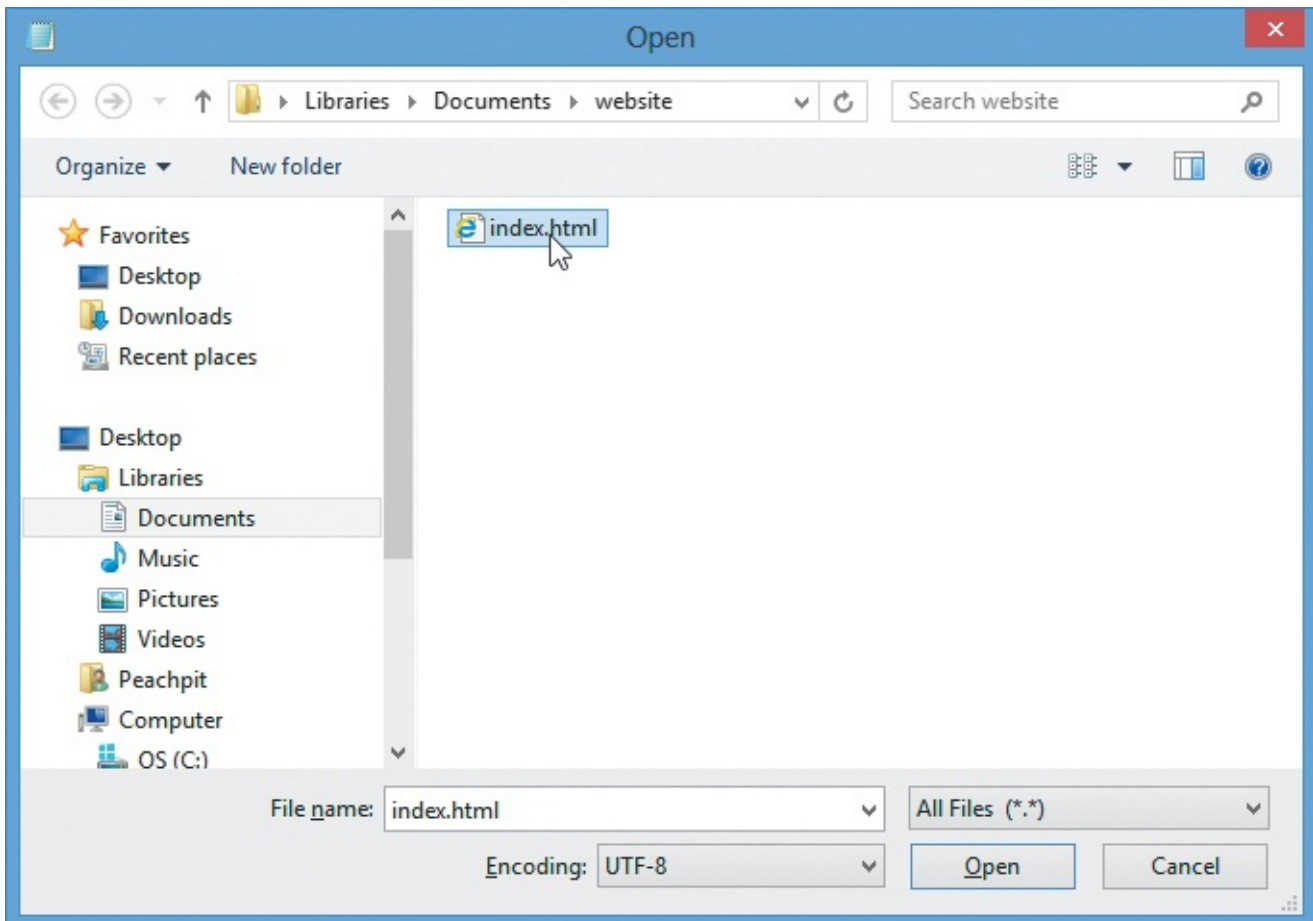 Open
Libraries Documents website
Search website
Organize
New folder
index.html
Favorites
Desktop
Downloads
Recent places
Desktop
Libraries
Documents
Music
Pictures
Videos
Peachpit
Computer
OS (C:)
File name: index.html
All Files (*.*)
Encoding: UTF-8
Open
Cancel